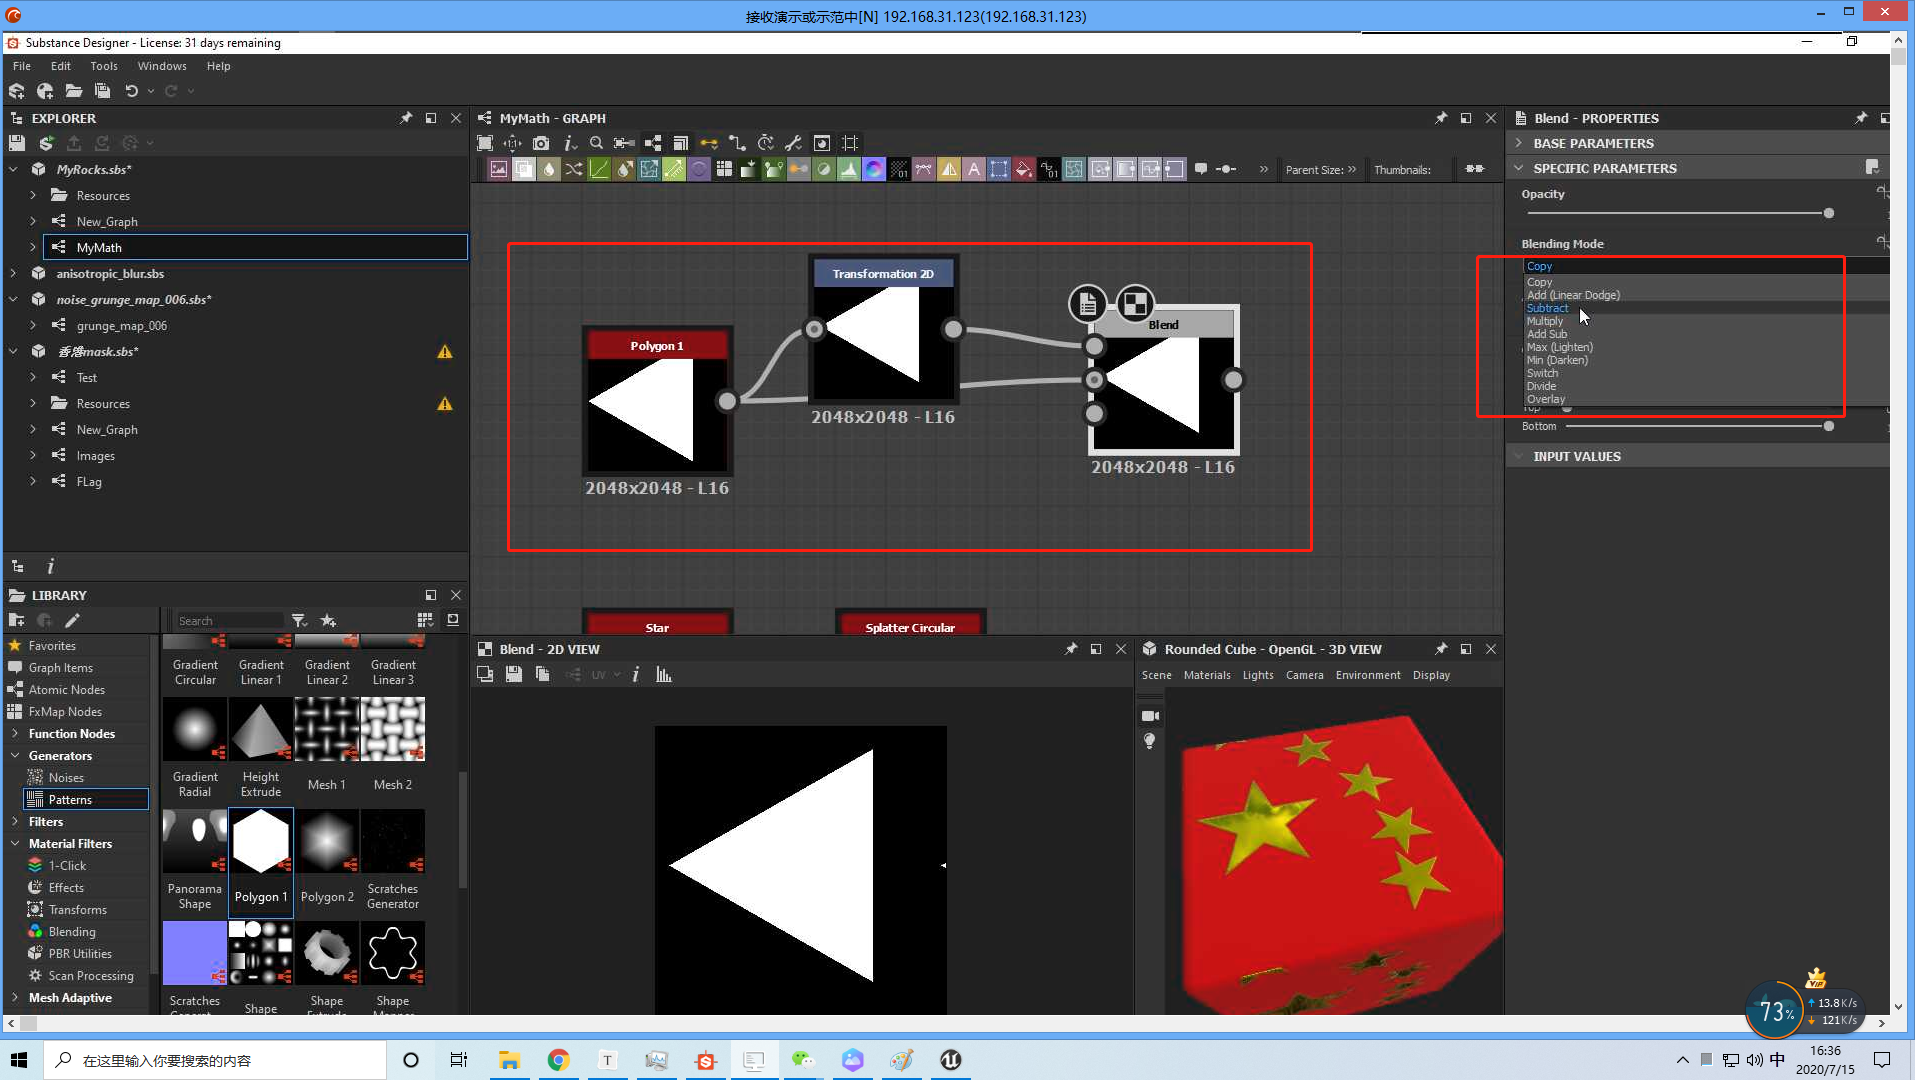 接收演示或示范中[N] 192.168.31.123(192.168.31.123)
Substance Designer - License: 31 days remaining
File Edit Tools Windows Help
EXPLORER
MyRocks.sbs*
Resources
New_Graph
MyMath
anisotropic_blur.sbs
noise_grunge_map_006.sbs*
grunge_map_006
香港mask.sbs*
Test
Resources
New_Graph
Images
FLag
LIBRARY
Search
Favorites
Graph Items
Atomic Nodes
FxMap Nodes
Function Nodes
Generators
Noises
Patterns
Filters
Material Filters
1-Click
Effects
Transforms
Blending
PBR Utilities
Scan Processing
Mesh Adaptive
Gradient Circular
Gradient Linear 1
Gradient Linear 2
Gradient Linear 3
Gradient Radial
Height Extrude
Mesh 1
Mesh 2
Panorama Shape
Polygon 1
Polygon 2
Scratches Generator
Scratches
Shape
Shape
Shape
MyMath - GRAPH
Parent Size: Thumbnails:
Transformation 2D
2048x2048 - L16
Polygon 1
2048x2048 - L16
Blend
2048x2048 - L16
Star
Splatter Circular
Blend - 2D VIEW
UV
Rounded Cube - OpenGL - 3D VIEW
Scene Materials Lights Camera Environment Display
Blend - PROPERTIES
BASE PARAMETERS
SPECIFIC PARAMETERS
Opacity
Blending Mode
Copy
Copy
Add (Linear Dodge)
Subtract
Multiply
Add Sub
Max (Lighten)
Min (Darken)
Switch
Divide
Overlay
Top
Bottom
INPUT VALUES
VIP
73%
13.8K/s
121K/s
在这里输入你要搜索的内容
中
16:36
2020/7/15